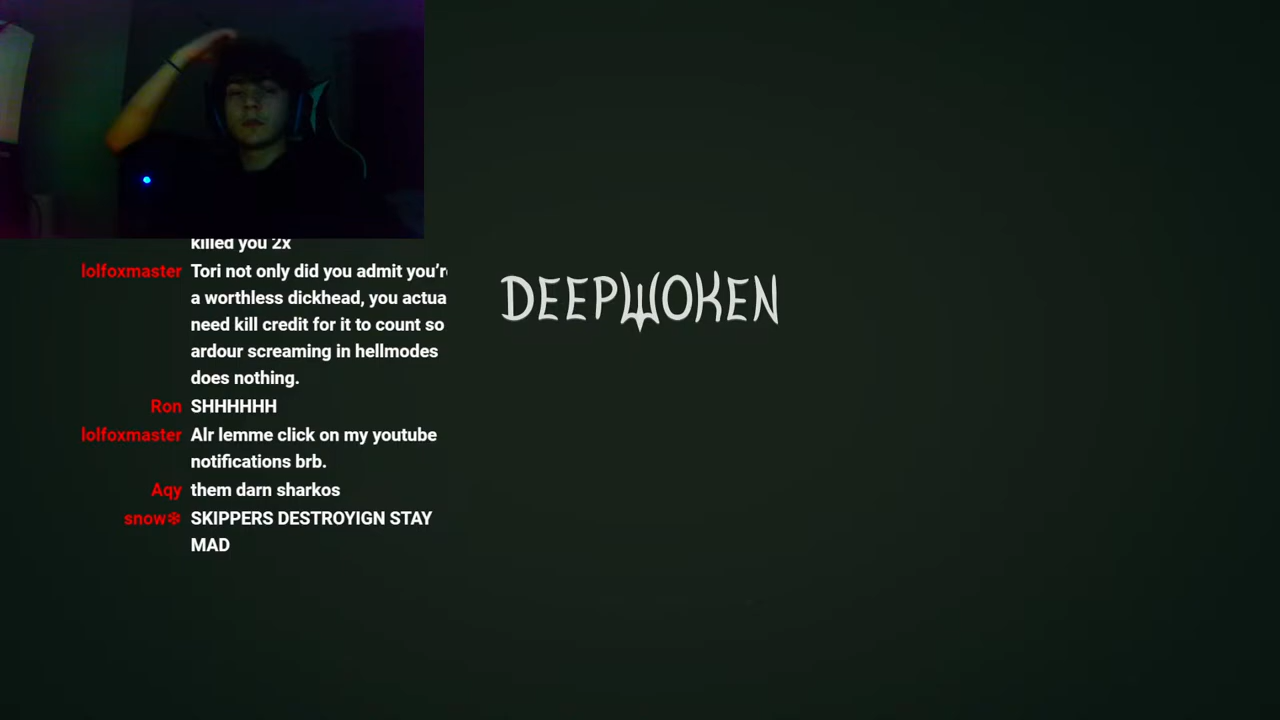 killed you 2x
lolfoxmaster Tori not only did you admit you'r
a worthless dickhead, you actua
need kill credit for it to count so
ardour screaming in hellmodes
does nothing.
Ron SHHHHHH
lolfoxmaster Alr lemme click on my youtube
notifications brb.
Aqy them darn sharkos
snow❄ SKIPPERS DESTROYIGN STAY
MAD
DEEPWOKEN